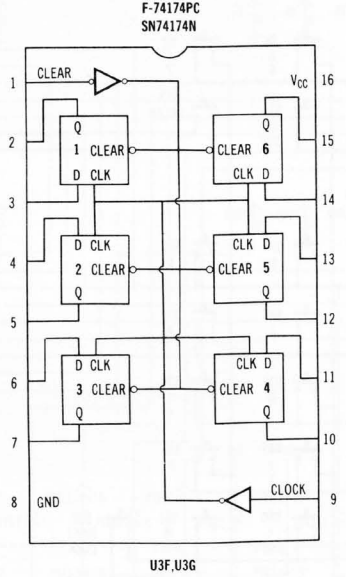 F-74174PC
SN74174N
1 CLEAR VCC 16
2 Q Q 15
1 CLEAR CLEAR 6
D CLK CLK D
3 14
4 D CLK CLK D 13
2 CLEAR CLEAR 5
Q Q
5 12
6 D CLK CLK D 11
3 CLEAR CLEAR 4
Q Q
7 10
8 GND CLOCK 9
U3F,U3G